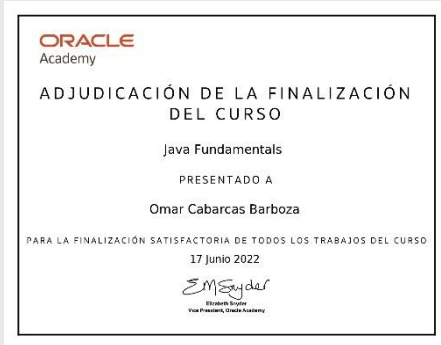 ORACLE
Academy
ADJUDICACIÓN DE LA FINALIZACIÓN
DEL CURSO
Java Fundamentals
PRESENTADO A
Omar Cabarcas Barboza
PARA LA FINALIZACIÓN SATISFACTORIA DE TODOS LOS TRABAJOS DEL CURSO
17 Junio 2022
EMSnyder
Elizabeth Snyder
Vice President, Oracle Academy